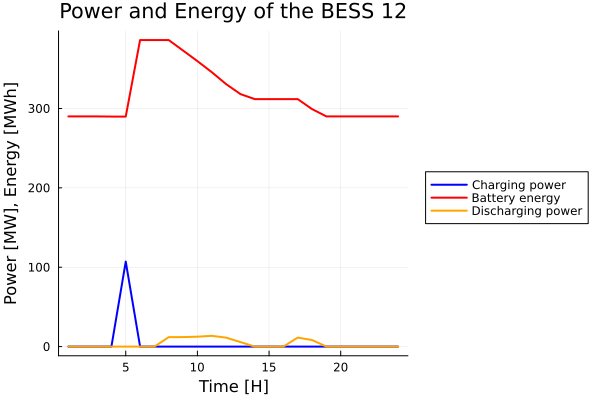 Power and Energy of the BESS 12
Power [MW], Energy [MWh]
300
200
100
0
5
10
15
20
Time [H]
Charging power
Battery energy
Discharging power